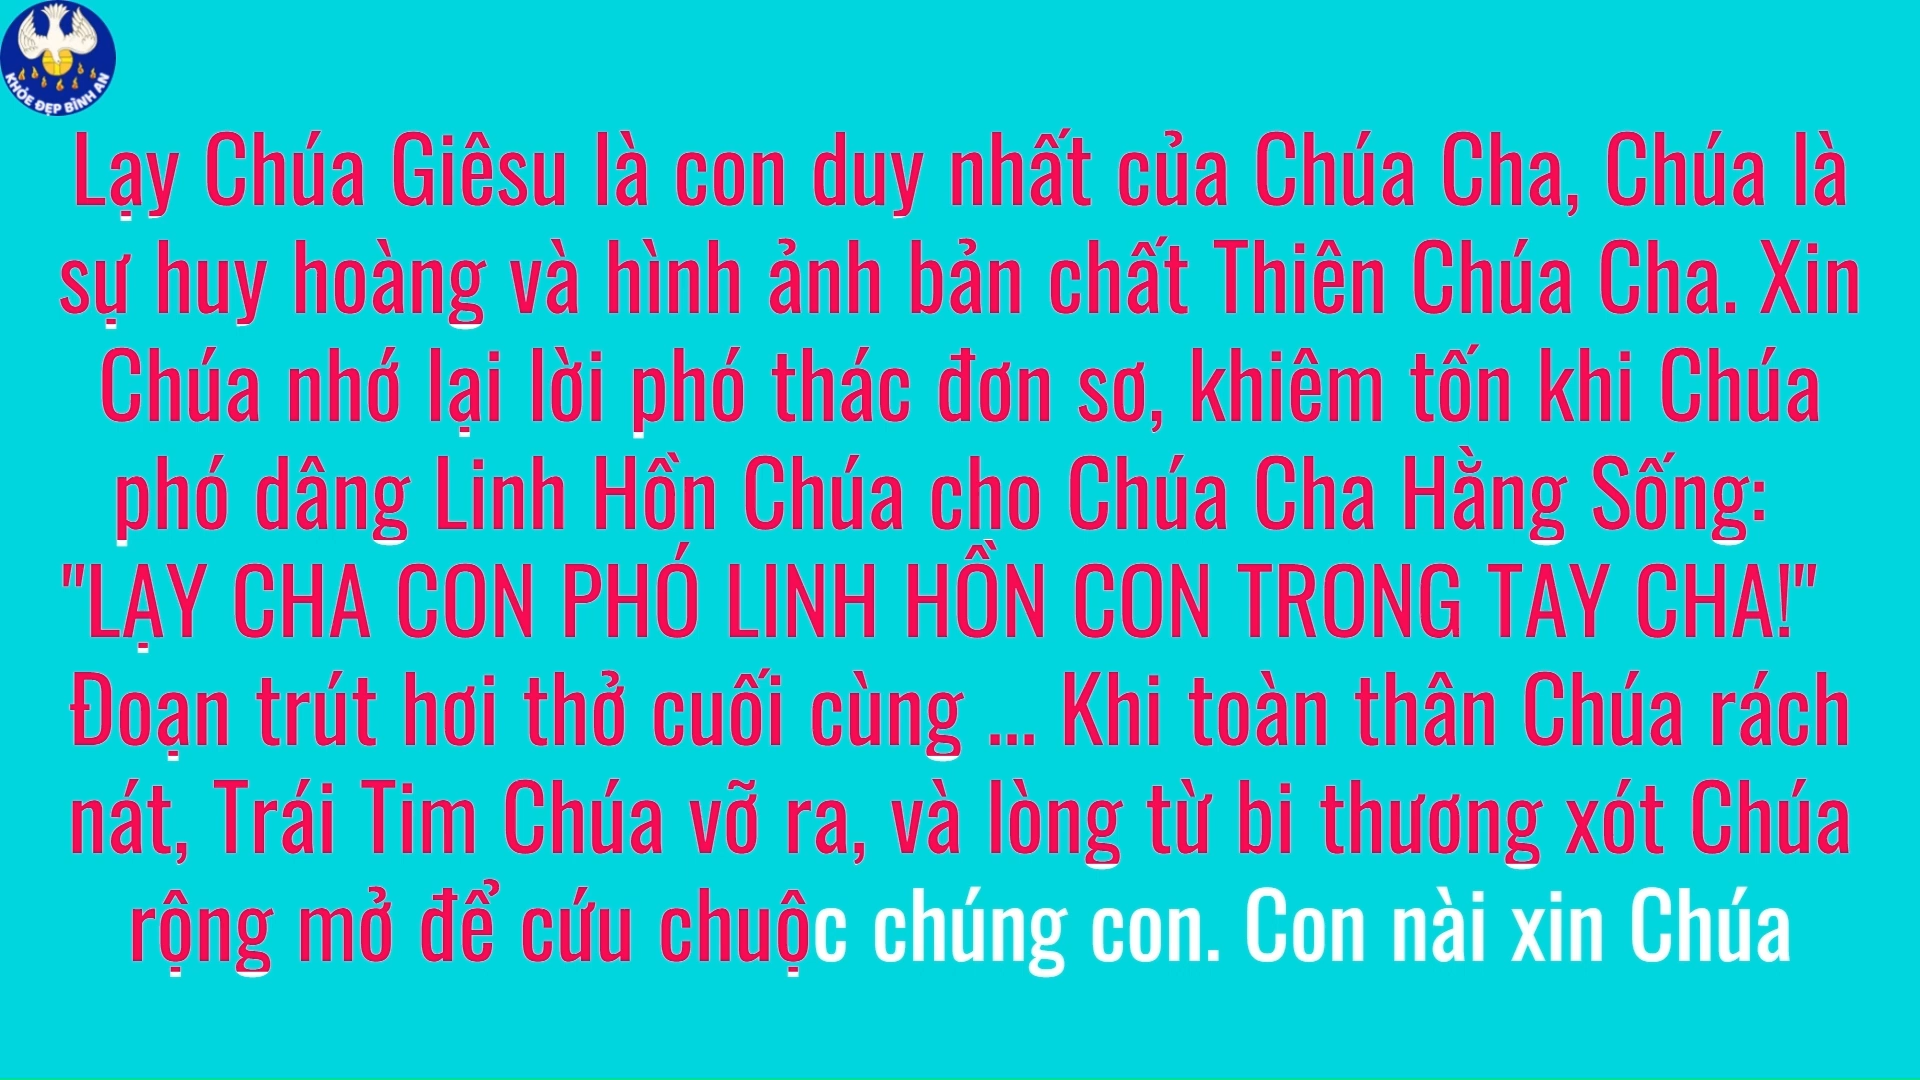 KHỎE ĐẸP BÌNH AN
Lạy Chúa Giêsu là con duy nhất của Chúa Cha, Chúa là
sự huy hoàng và hình ảnh bản chất Thiên Chúa Cha. Xin
Chúa nhớ lại lời phó thác đơn sơ, khiêm tốn khi Chúa
phó dâng Linh Hồn Chúa cho Chúa Cha Hằng Sống:
"LẠY CHA CON PHÓ LINH HỒN CON TRONG TAY CHA!"
Đoạn trút hơi thở cuối cùng ... Khi toàn thân Chúa rách
nát, Trái Tim Chúa vỡ ra, và lòng từ bi thương xót Chúa
rộng mở để cứu chuộc chúng con. Con nài xin Chúa